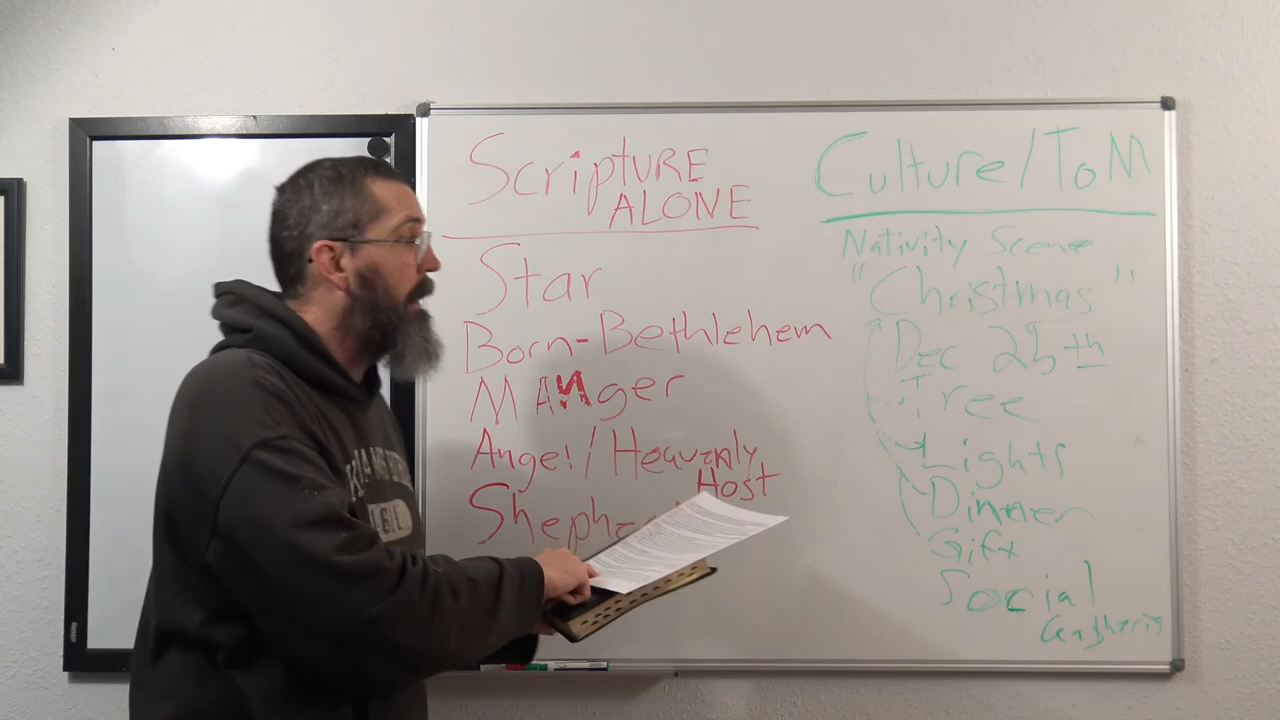 Scripture
ALONE
Star
Born-Bethlehem
MANger
Angel/Heavenly
Host
Culture/ToM
Nativity Scene
"Christmas"
Dec 25th
Tree
Lights
Dinner
Gift
Social